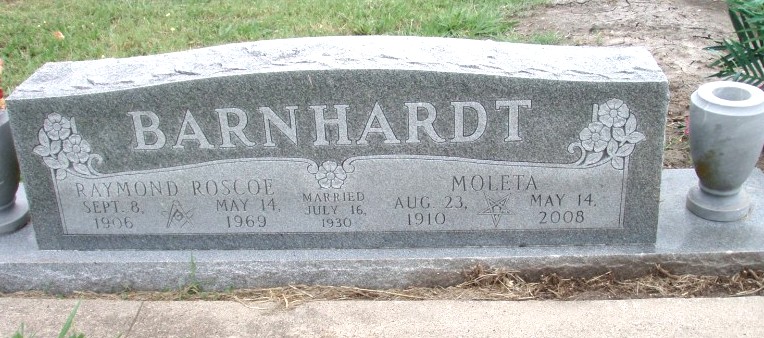 BARNHARDT
RAYMOND ROSCOE
SEPT. 8, MAY 14,
1906 1969
MARRIED
JULY 16,
1930
MOLETA
AUG. 23, MAY 14,
1910 2008